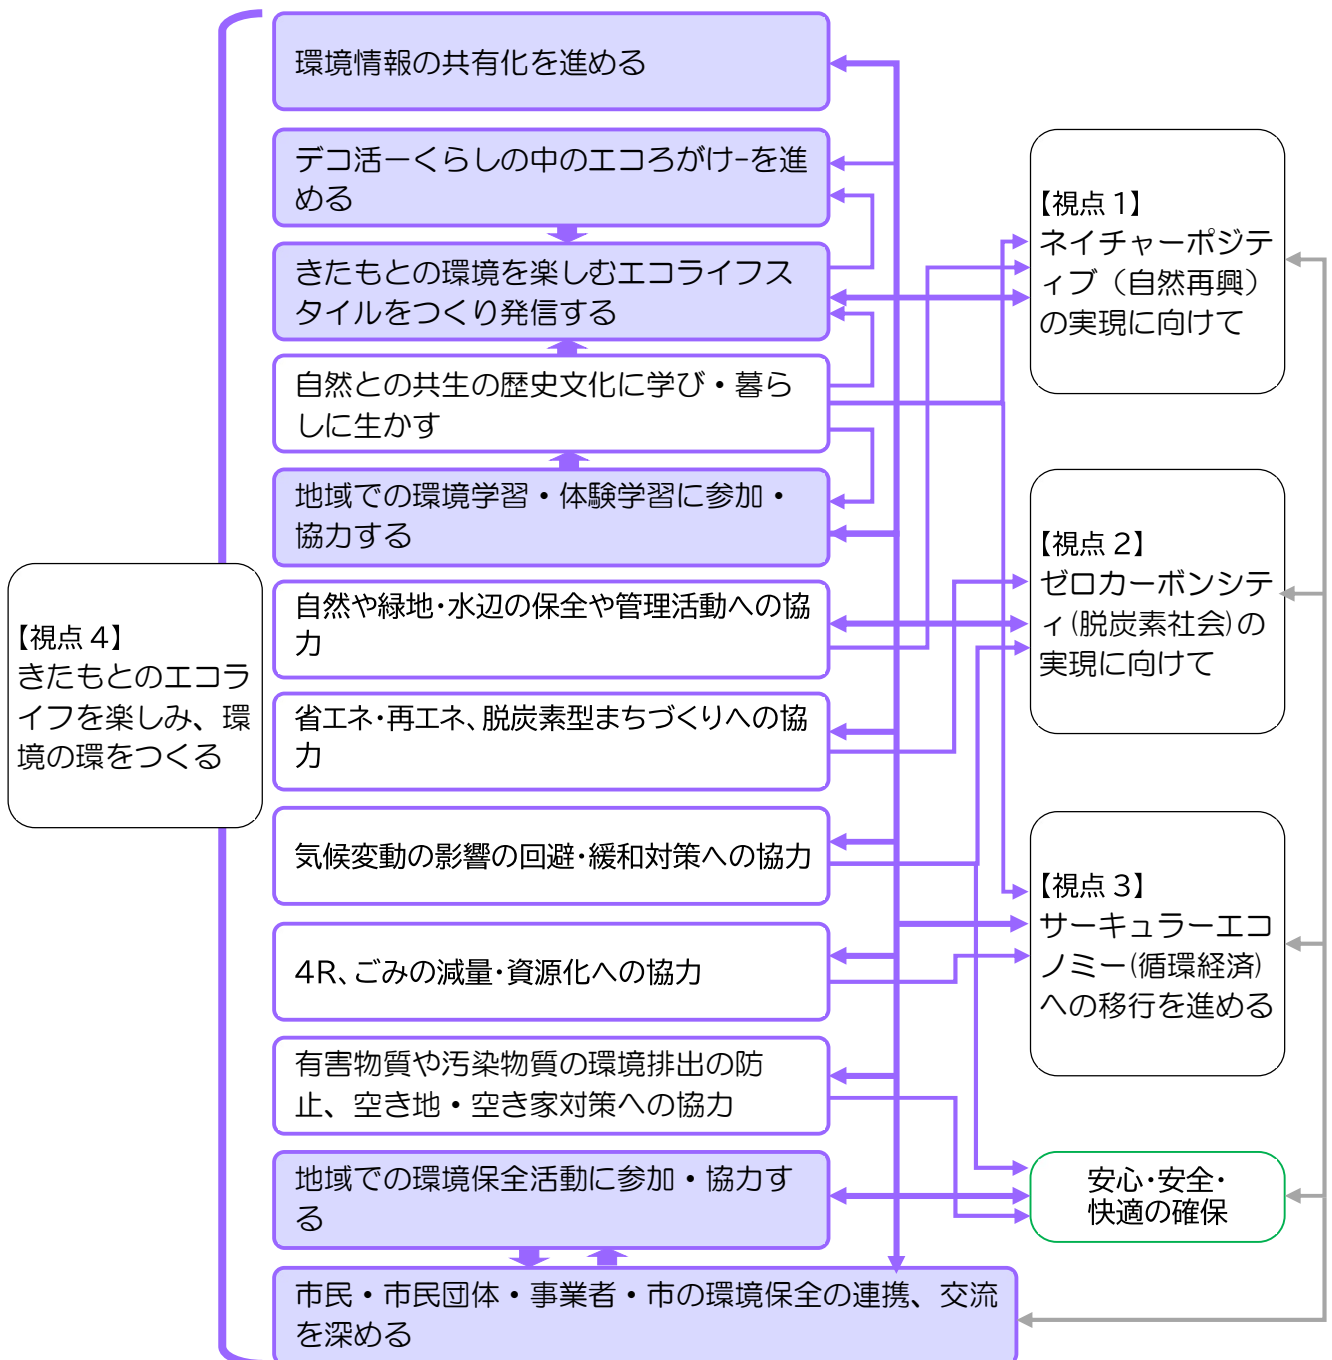 環境情報の共有化を進める
デコ活ーくらしの中のエコろがけ-を進
める
きたもとの環境を楽しむエコライフス
タイルをつくり発信する
自然との共生の歴史文化に学び・暮ら
しに生かす
地域での環境学習・体験学習に参加・
協力する
自然や緑地・水辺の保全や管理活動への協
力
省エネ・再エネ、脱炭素型まちづくりへの協
力
気候変動の影響の回避・緩和対策への協力
4R、ごみの減量・資源化への協力
有害物質や汚染物質の環境排出の防
止、空き地・空き家対策への協力
地域での環境保全活動に参加・協力す
る
市民・市民団体・事業者・市の環境保全の連携、交流
を深める
【視点4】
きたもとのエコラ
イフを楽しみ、環
境の環をつくる
【視点1】
ネイチャーポジテ
ィブ（自然再興）
の実現に向けて
【視点2】
ゼロカーボンシテ
ィ(脱炭素社会)の
実現に向けて
【視点3】
サーキュラーエコ
ノミー(循環経済)
への移行を進める
安心・安全・
快適の確保